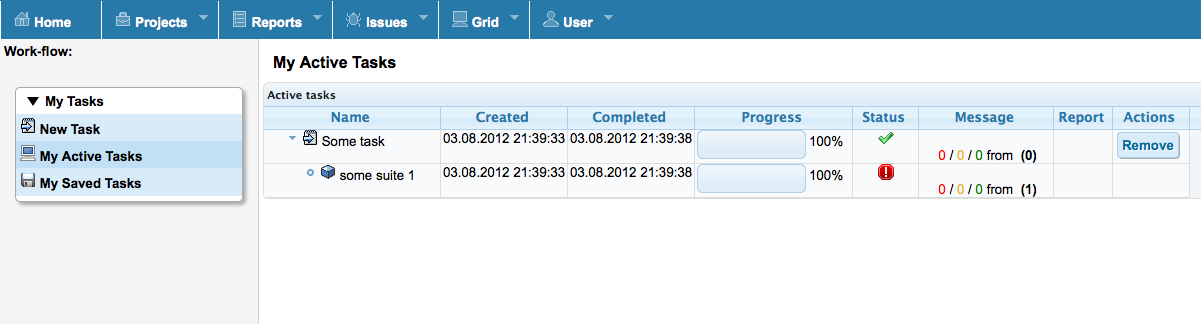 Home Projects Reports Issues Grid User
Work-flow:
My Tasks
New Task
My Active Tasks
My Saved Tasks
My Active Tasks
Active tasks
Name Created Completed Progress Status Message Report Actions
Some task 03.08.2012 21:39:33 03.08.2012 21:39:38 100% 0 / 0 / 0 from (0) Remove
some suite 1 03.08.2012 21:39:33 03.08.2012 21:39:38 100% 0 / 0 / 0 from (1)